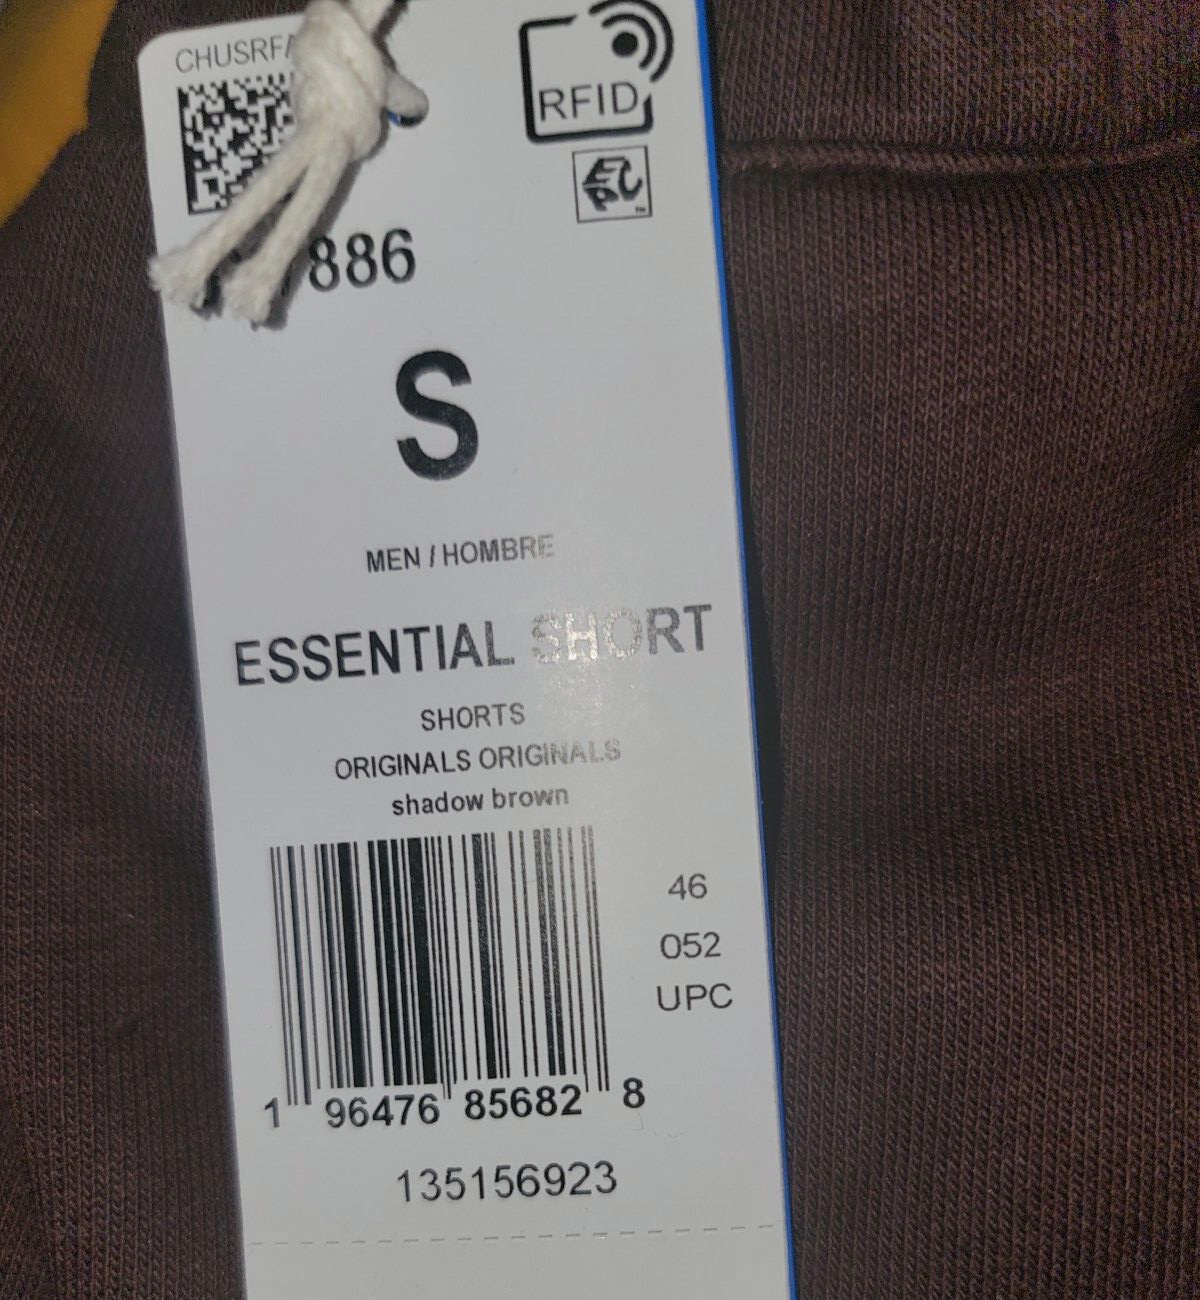 RFID
EPC
886
S
MEN / HOMBRE
ESSENTIAL SHORT
SHORTS
ORIGINALS ORIGINALS
shadow brown
46
052
UPC
1 96476 85682 8
135156923